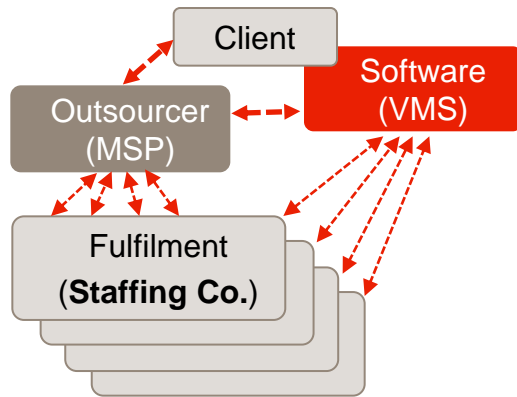 Client
Software
(VMS)
Outsourcer
(MSP)
Fulfilment
(Staffing Co.)